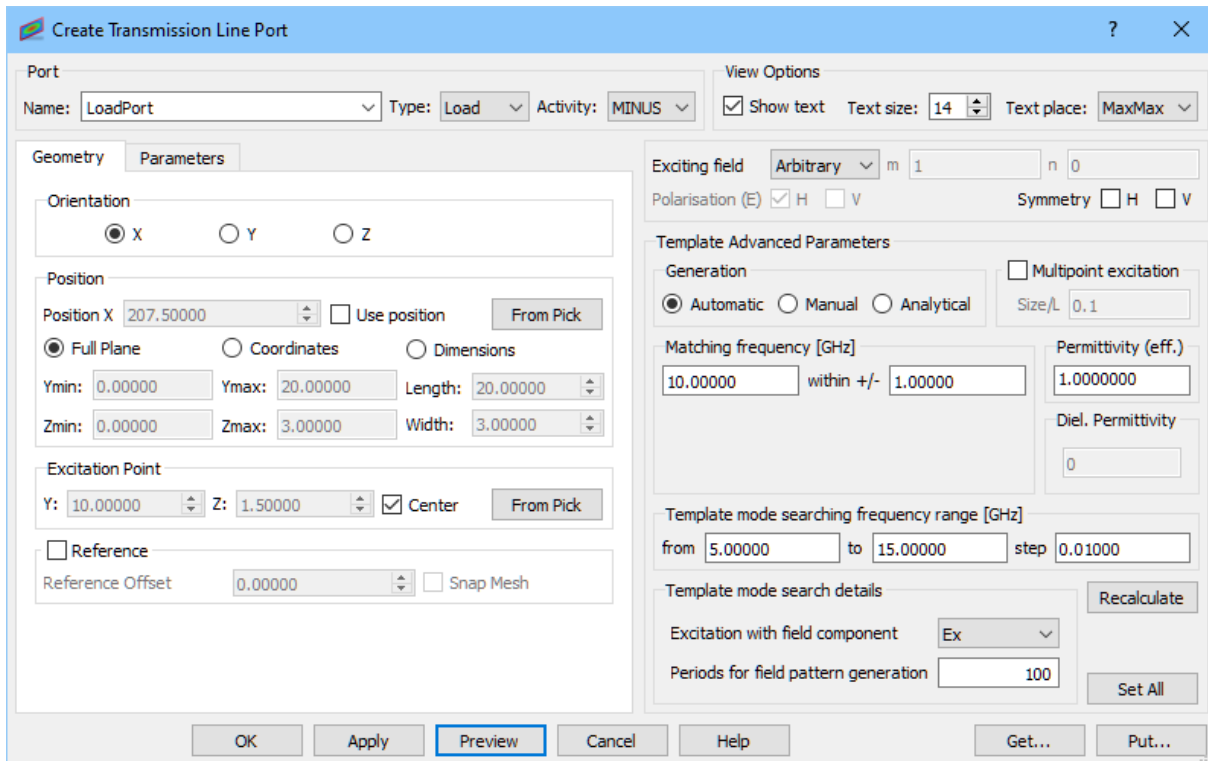 Create Transmission Line Port ?
Port
Name: LoadPort Type: Load Activity: MINUS
View Options
Show text Text size: 14 Text place: MaxMax
Geometry Parameters
Orientation
X Y Z
Position
Position X 207.50000 Use position From Pick
Full Plane Coordinates Dimensions
Ymin: 0.00000 Ymax: 20.00000 Length: 20.00000
Zmin: 0.00000 Zmax: 3.00000 Width: 3.00000
Excitation Point
Y: 10.00000 Z: 1.50000 Center From Pick
Reference
Reference Offset 0.00000 Snap Mesh
Exciting field Arbitrary m 1 n 0
Polarisation (E) H V Symmetry H V
Template Advanced Parameters
Generation
Automatic Manual Analytical
Multipoint excitation
Size/L 0.1
Matching frequency [GHz]
10.00000 within +/- 1.00000
Permittivity (eff.)
1.0000000
Diel. Permittivity
0
Template mode searching frequency range [GHz]
from 5.00000 to 15.00000 step 0.01000
Template mode search details
Excitation with field component Ex
Periods for field pattern generation 100
Recalculate
Set All
OK Apply Preview Cancel Help Get... Put...